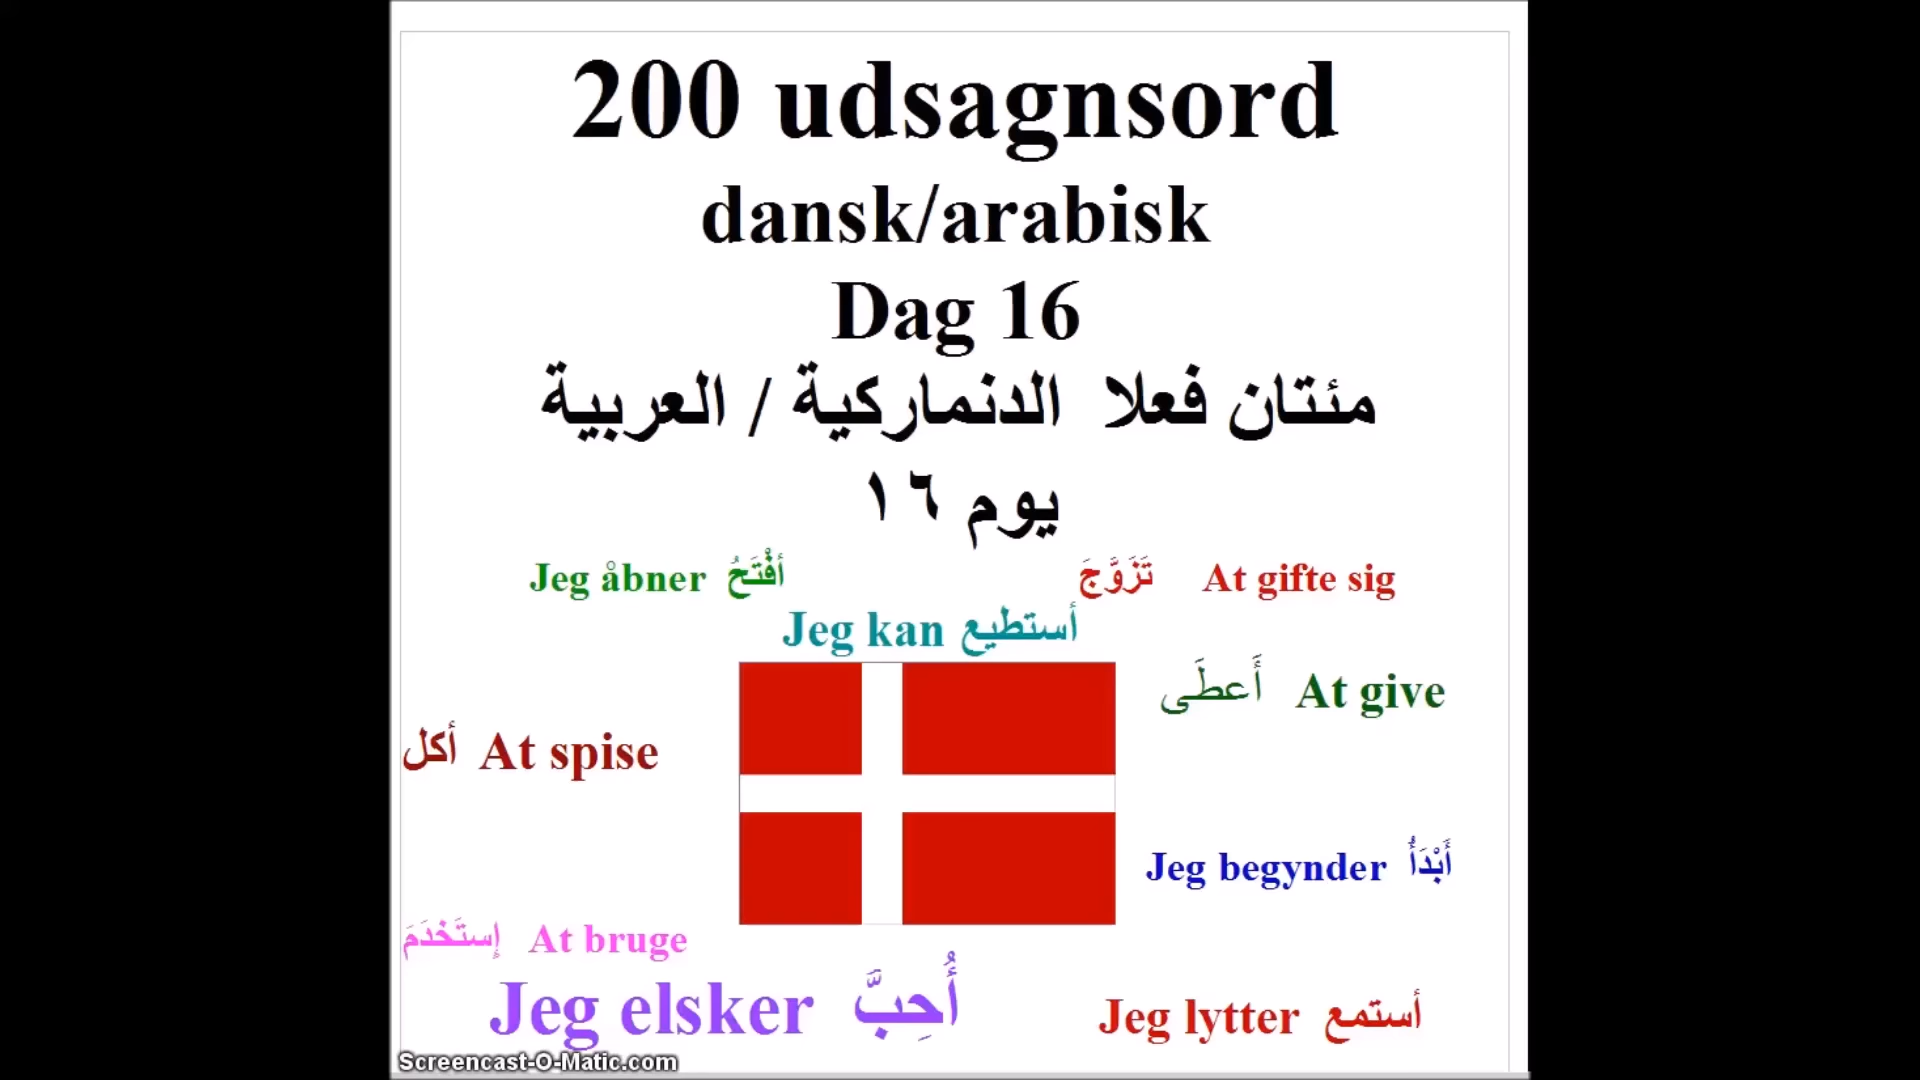 200 udsagnsord
dansk/arabisk
Dag 16
مئتان فعلا الدنماركية / العربية
يوم ١٦
Jeg åbner أَفْتَحُ
تَزَوَّجَ At gifte sig
Jeg kan أستطيع
أَعطَى At give
أكل At spise
Jeg begynder أَبْدَأُ
إِستَخدَمَ At bruge
Jeg elsker أُحِبَّ
Jeg lytter أستمع
Screencast-O-Matic.com